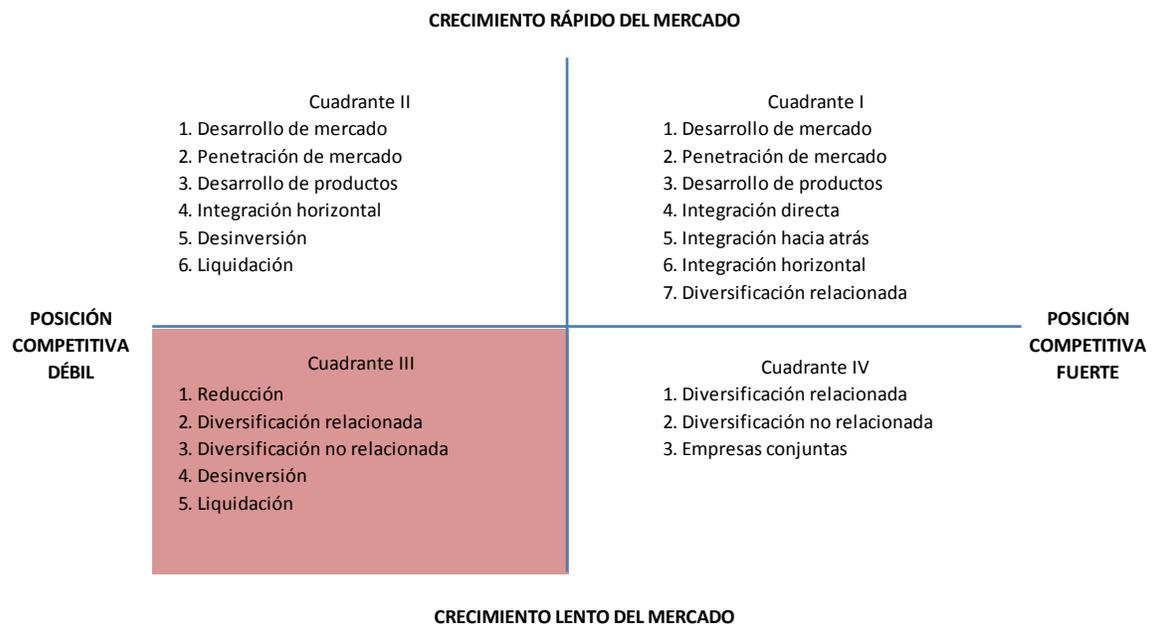 CRECIMIENTO RÁPIDO DEL MERCADO
Cuadrante II
1. Desarrollo de mercado
2. Penetración de mercado
3. Desarrollo de productos
4. Integración horizontal
5. Desinversión
6. Liquidación
Cuadrante I
1. Desarrollo de mercado
2. Penetración de mercado
3. Desarrollo de productos
4. Integración directa
5. Integración hacia atrás
6. Integración horizontal
7. Diversificación relacionada
POSICIÓN
COMPETITIVA
DÉBIL
POSICIÓN
COMPETITIVA
FUERTE
Cuadrante III
1. Reducción
2. Diversificación relacionada
3. Diversificación no relacionada
4. Desinversión
5. Liquidación
Cuadrante IV
1. Diversificación relacionada
2. Diversificación no relacionada
3. Empresas conjuntas
CRECIMIENTO LENTO DEL MERCADO